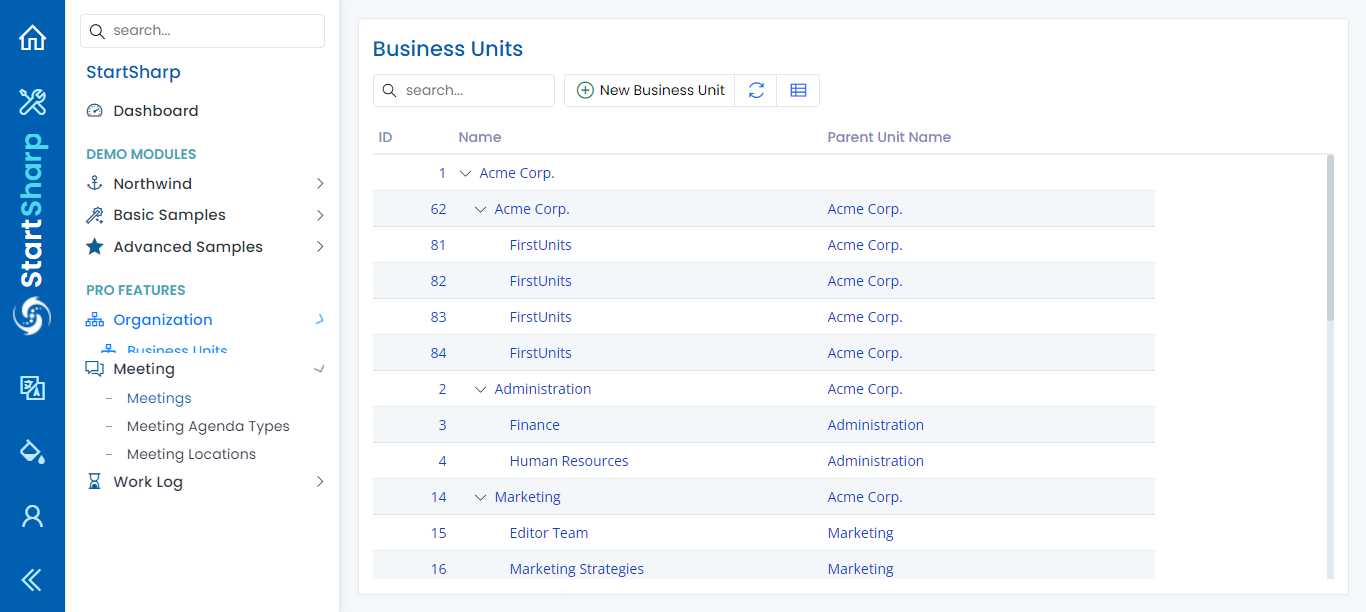 StartSharp
search...
StartSharp
Dashboard
DEMO MODULES
Northwind
Basic Samples
Advanced Samples
PRO FEATURES
Organization
Business Units
Meeting
Meetings
Meeting Agenda Types
Meeting Locations
Work Log
Business Units
search...
New Business Unit
ID Name Parent Unit Name
1 Acme Corp.
62 Acme Corp. Acme Corp.
81 FirstUnits Acme Corp.
82 FirstUnits Acme Corp.
83 FirstUnits Acme Corp.
84 FirstUnits Acme Corp.
2 Administration Acme Corp.
3 Finance Administration
4 Human Resources Administration
14 Marketing Acme Corp.
15 Editor Team Marketing
16 Marketing Strategies Marketing